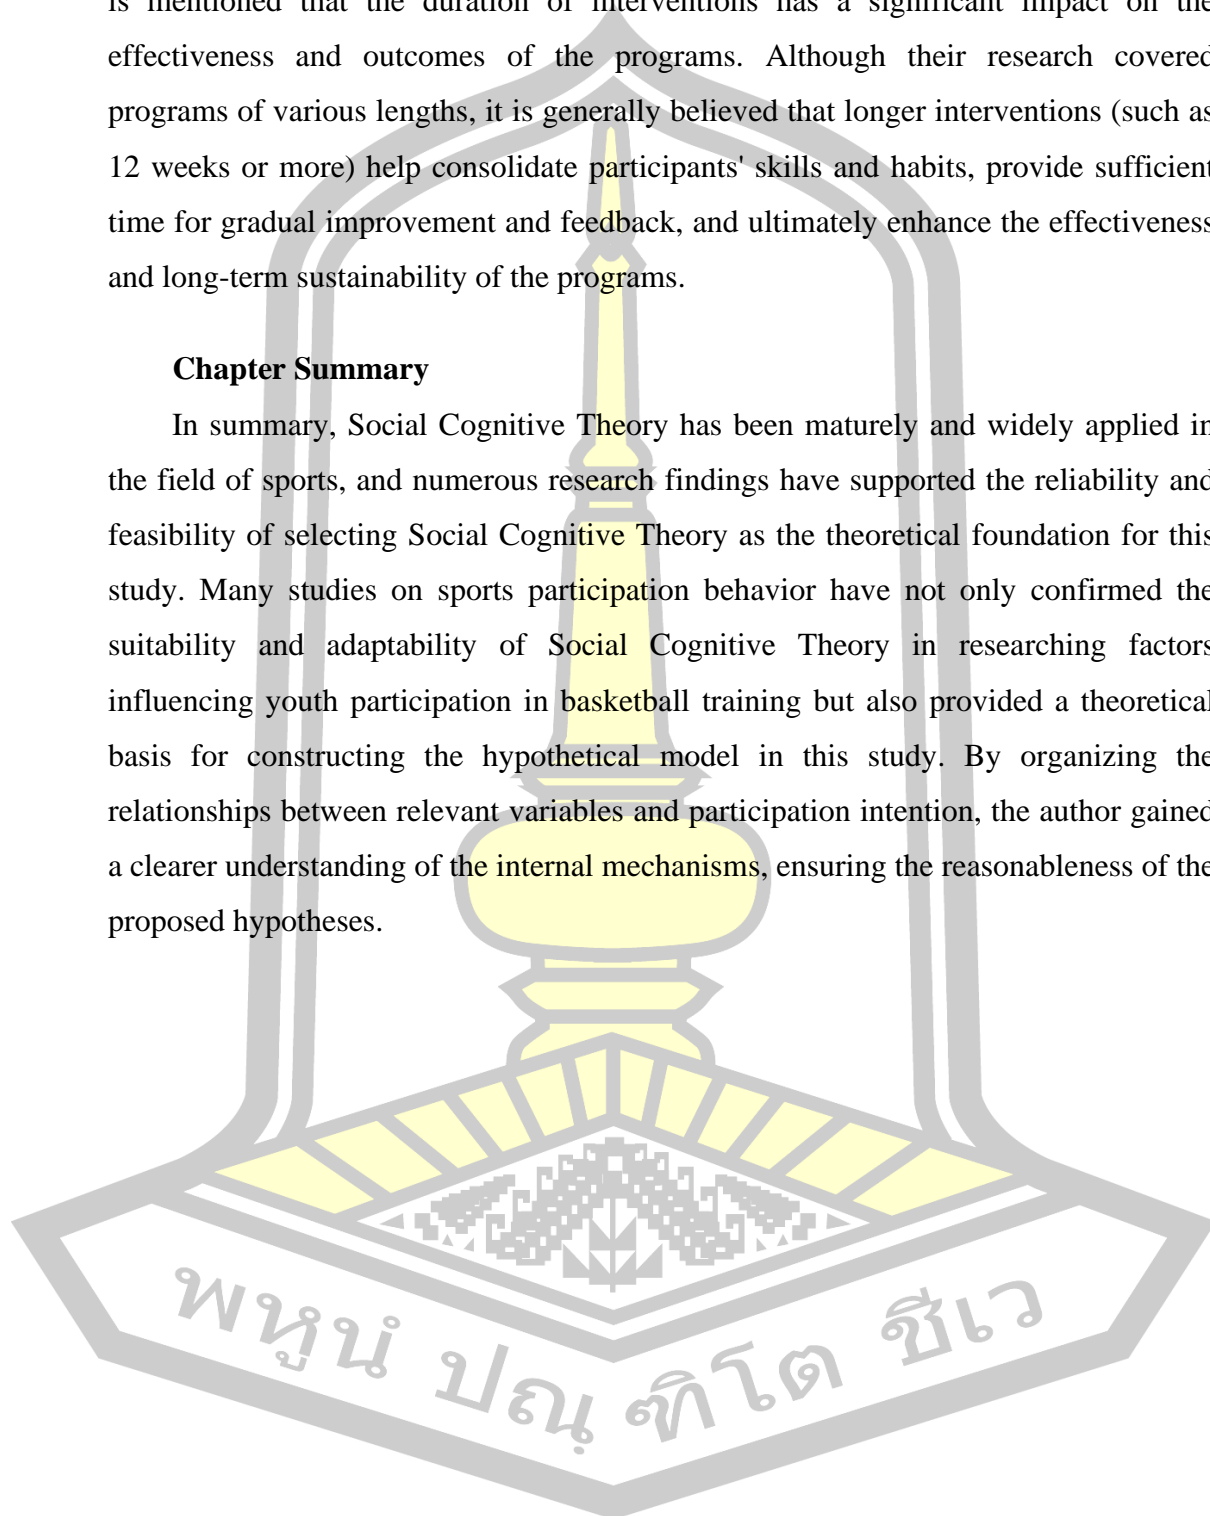 is mentioned that the duration of interventions has a significant impact on the
effectiveness and outcomes of the programs. Although their research covered
programs of various lengths, it is generally believed that longer interventions (such as
12 weeks or more) help consolidate participants' skills and habits, provide sufficient
time for gradual improvement and feedback, and ultimately enhance the effectiveness
and long-term sustainability of the programs.
Chapter Summary
In summary, Social Cognitive Theory has been maturely and widely applied in
the field of sports, and numerous research findings have supported the reliability and
feasibility of selecting Social Cognitive Theory as the theoretical foundation for this
study. Many studies on sports participation behavior have not only confirmed the
suitability and adaptability of Social Cognitive Theory in researching factors
influencing youth participation in basketball training but also provided a theoretical
basis for constructing the hypothetical model in this study. By organizing the
relationships between relevant variables and participation intention, the author gained
a clearer understanding of the internal mechanisms, ensuring the reasonableness of the
proposed hypotheses.
พหูนํ ปณฺ ฑิโต ชีเว